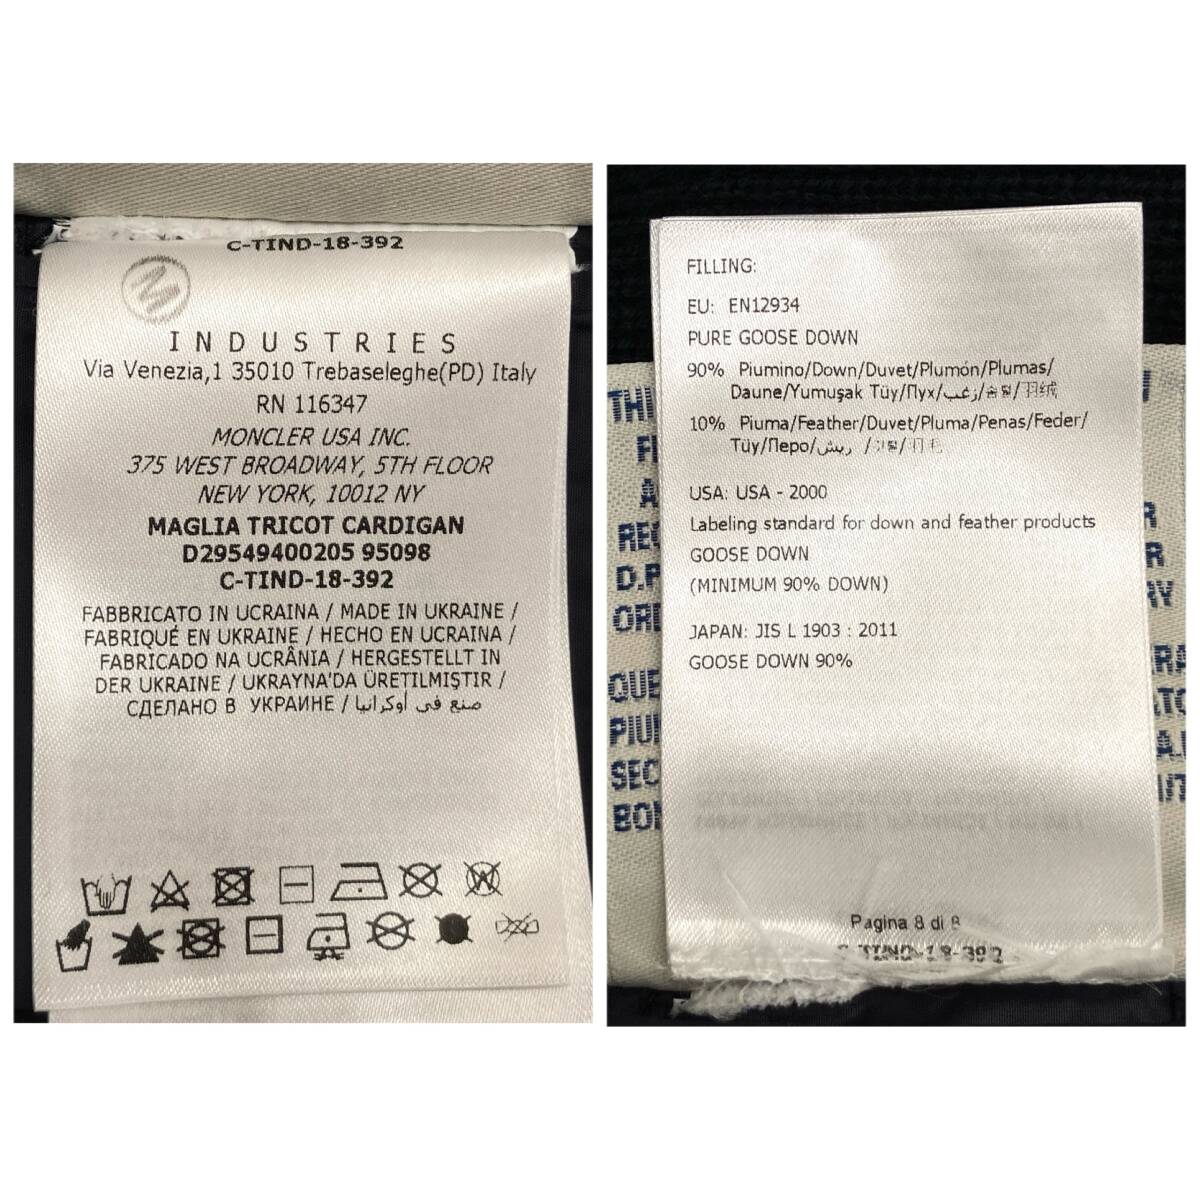 C-TIND-18-392
M
INDUSTRIES
Via Venezia,1 35010 Trebaseleghe(PD) Italy
RN 116347
MONCLER USA INC.
375 WEST BROADWAY, 5TH FLOOR
NEW YORK, 10012 NY
MAGLIA TRICOT CARDIGAN
D29549400205 95098
C-TIND-18-392
FABBRICATO IN UCRAINA / MADE IN UKRAINE /
FABRIQUÉ EN UKRAINE / HECHO EN UCRAINA /
FABRICADO NA UCRÂNIA / HERGESTELLT IN
DER UKRAINE / UKRAYNA'DA ÜRETILMIŞTIR /
СДЕЛАНО В УКРАИНЕ / صنع في أوكرانيا
W
FILLING:
EU: EN12934
PURE GOOSE DOWN
90% Piumino/Down/Duvet/Plumón/Plumas/
Daune/Yumuşak Tüy/Пух/زغب/솜털/羽绒
10% Piuma/Feather/Duvet/Pluma/Penas/Feder/
Tüy/Перо/ريش /羽毛
USA: USA - 2000
Labeling standard for down and feather products
GOOSE DOWN
(MINIMUM 90% DOWN)
JAPAN: JIS L 1903 : 2011
GOOSE DOWN 90%
Pagina 8 di 8
C-TIND-18-392